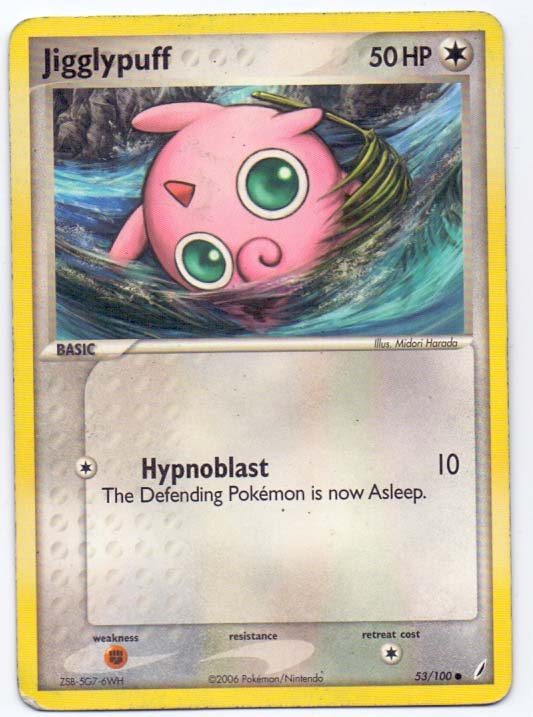 Jigglypuff 50 HP
BASIC Illus. Midori Harada
Hypnoblast 10
The Defending Pokémon is now Asleep.
weakness resistance retreat cost
ZSB-5G7-6WH ©2006 Pokémon/Nintendo 53/100